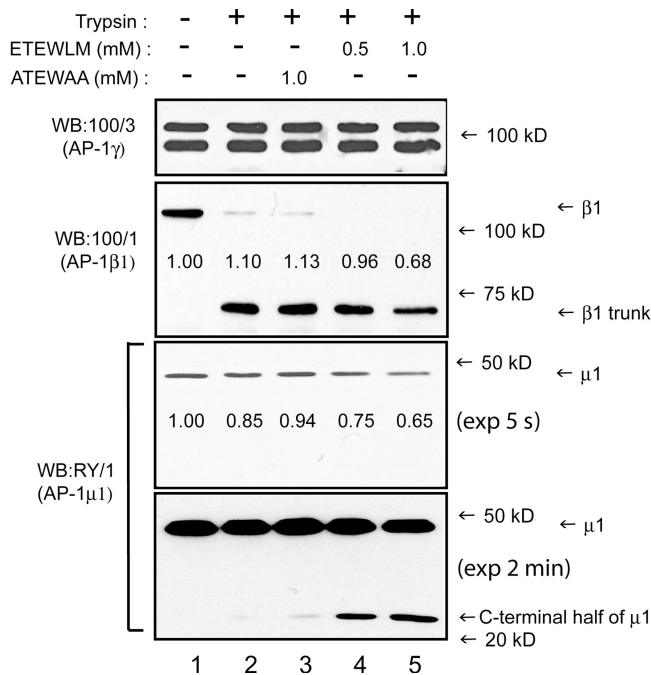 Trypsin : - + + + +
ETEWLM (mM) : - - - 0.5 1.0
ATEWAA (mM) : - - 1.0 - -
WB:100/3
(AP-1γ)
← 100 kD
← β1
← 100 kD
WB:100/1
(AP-1β1)
1.00 1.10 1.13 0.96 0.68
← 75 kD
← β1 trunk
← 50 kD
← μ1
1.00 0.85 0.94 0.75 0.65
(exp 5 s)
WB:RY/1
(AP-1μ1)
← 50 kD
← μ1
(exp 2 min)
← C-terminal half of μ1
← 20 kD
1 2 3 4 5